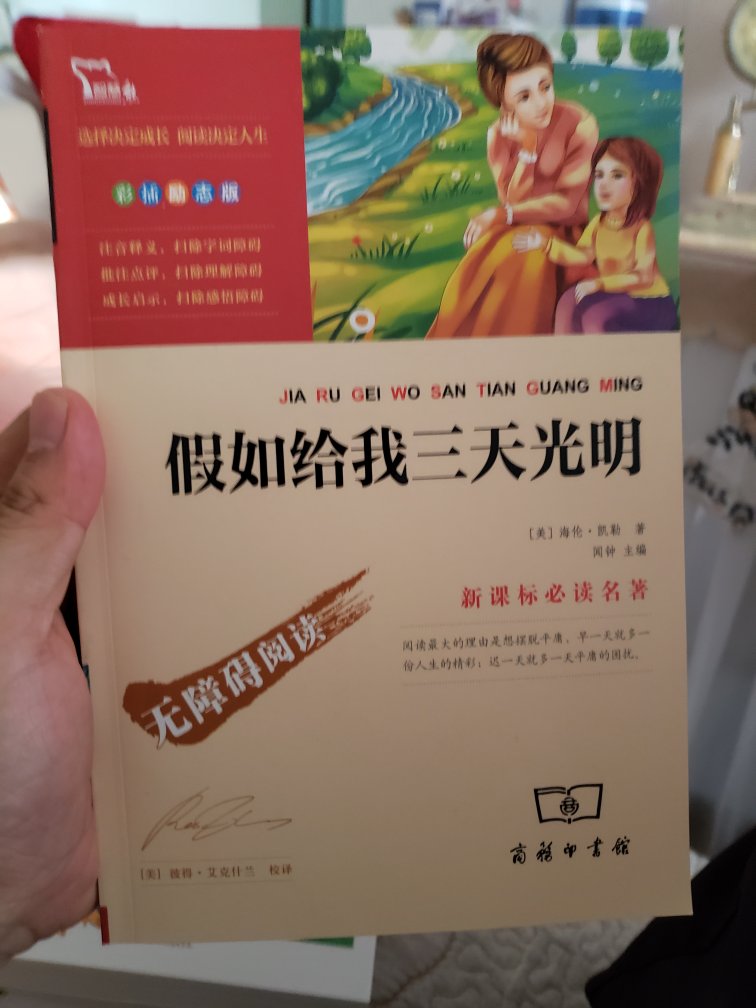 智慧熊
选择决定成长 阅读决定人生
彩插励志版
注音释义，扫除字词障碍
批注点评，扫除理解障碍
成长启示，扫除感悟障碍
JIA RU GEI WO SAN TIAN GUANG MING
假如给我三天光明
［美］海伦·凯勒 著
闻钟 主编
新课标必读名著
阅读最大的理由是想摆脱平庸，早一天就多一
份人生的精彩；迟一天就多一天平庸的困扰。
无障碍阅读
［美］彼得·艾克什兰 校译
商務印書館